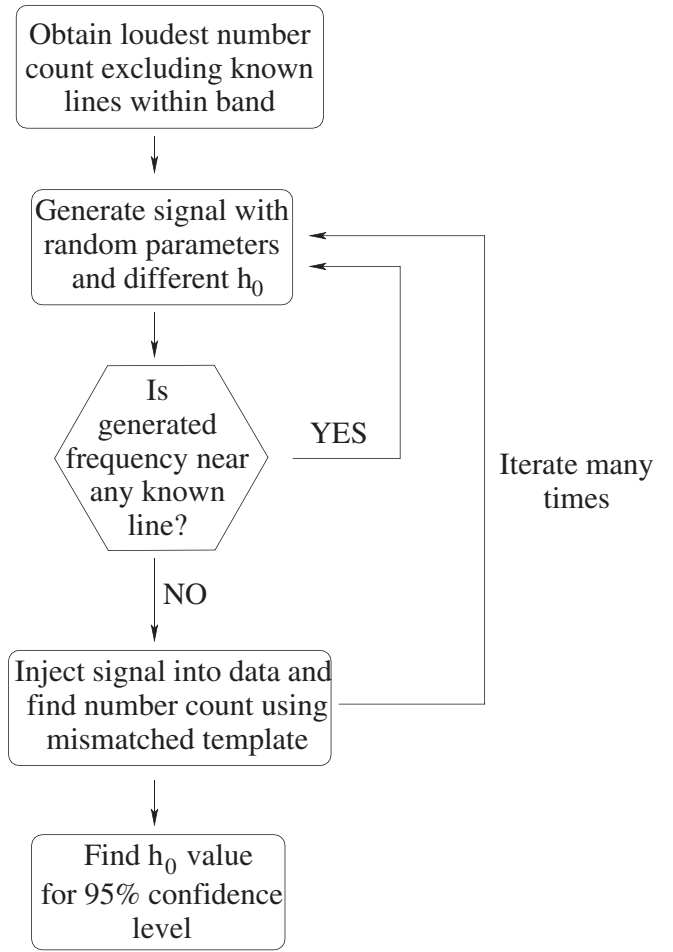 Obtain loudest number
count excluding known
lines within band
Generate signal with
random parameters
and different h₀
Is
generated
frequency near
any known
line?
YES
Iterate many
times
NO
Inject signal into data and
find number count using
mismatched template
Find h₀ value
for 95% confidence
level